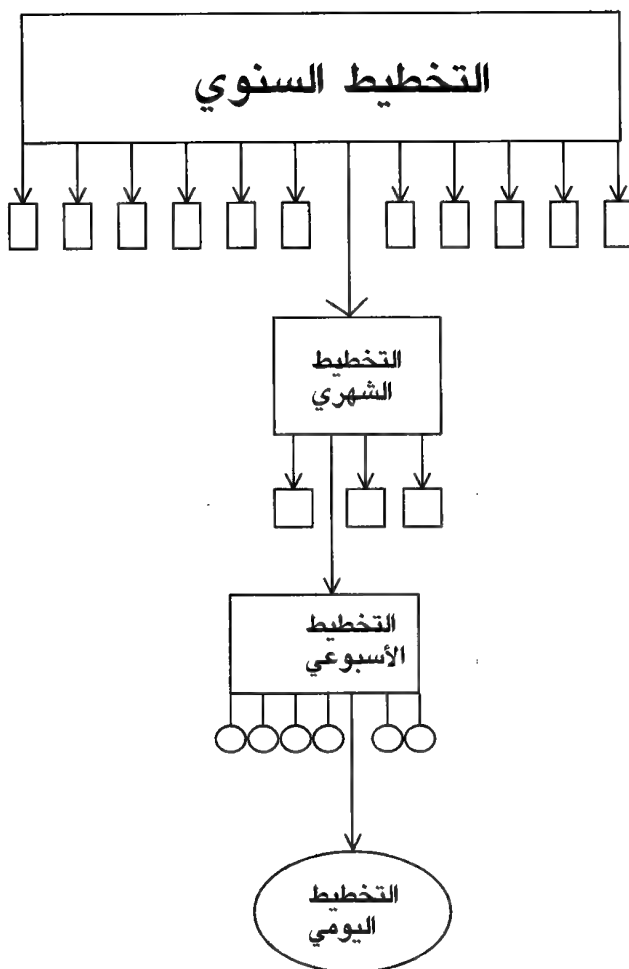 التخطيط السنوي
التخطيط
الشهري
التخطيط
الأسبوعي
التخطيط
اليومي